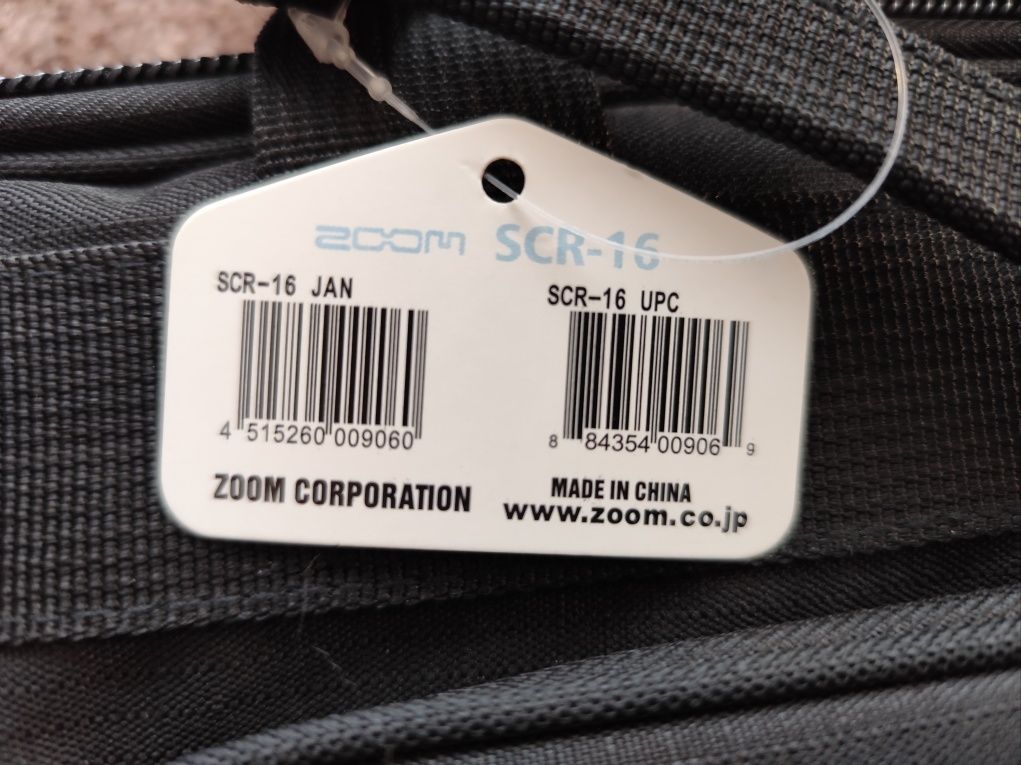 ZOOM SCR-16
SCR-16 JAN
4 515260 009060
SCR-16 UPC
8 84354 00906 9
ZOOM CORPORATION
MADE IN CHINA
www.zoom.co.jp